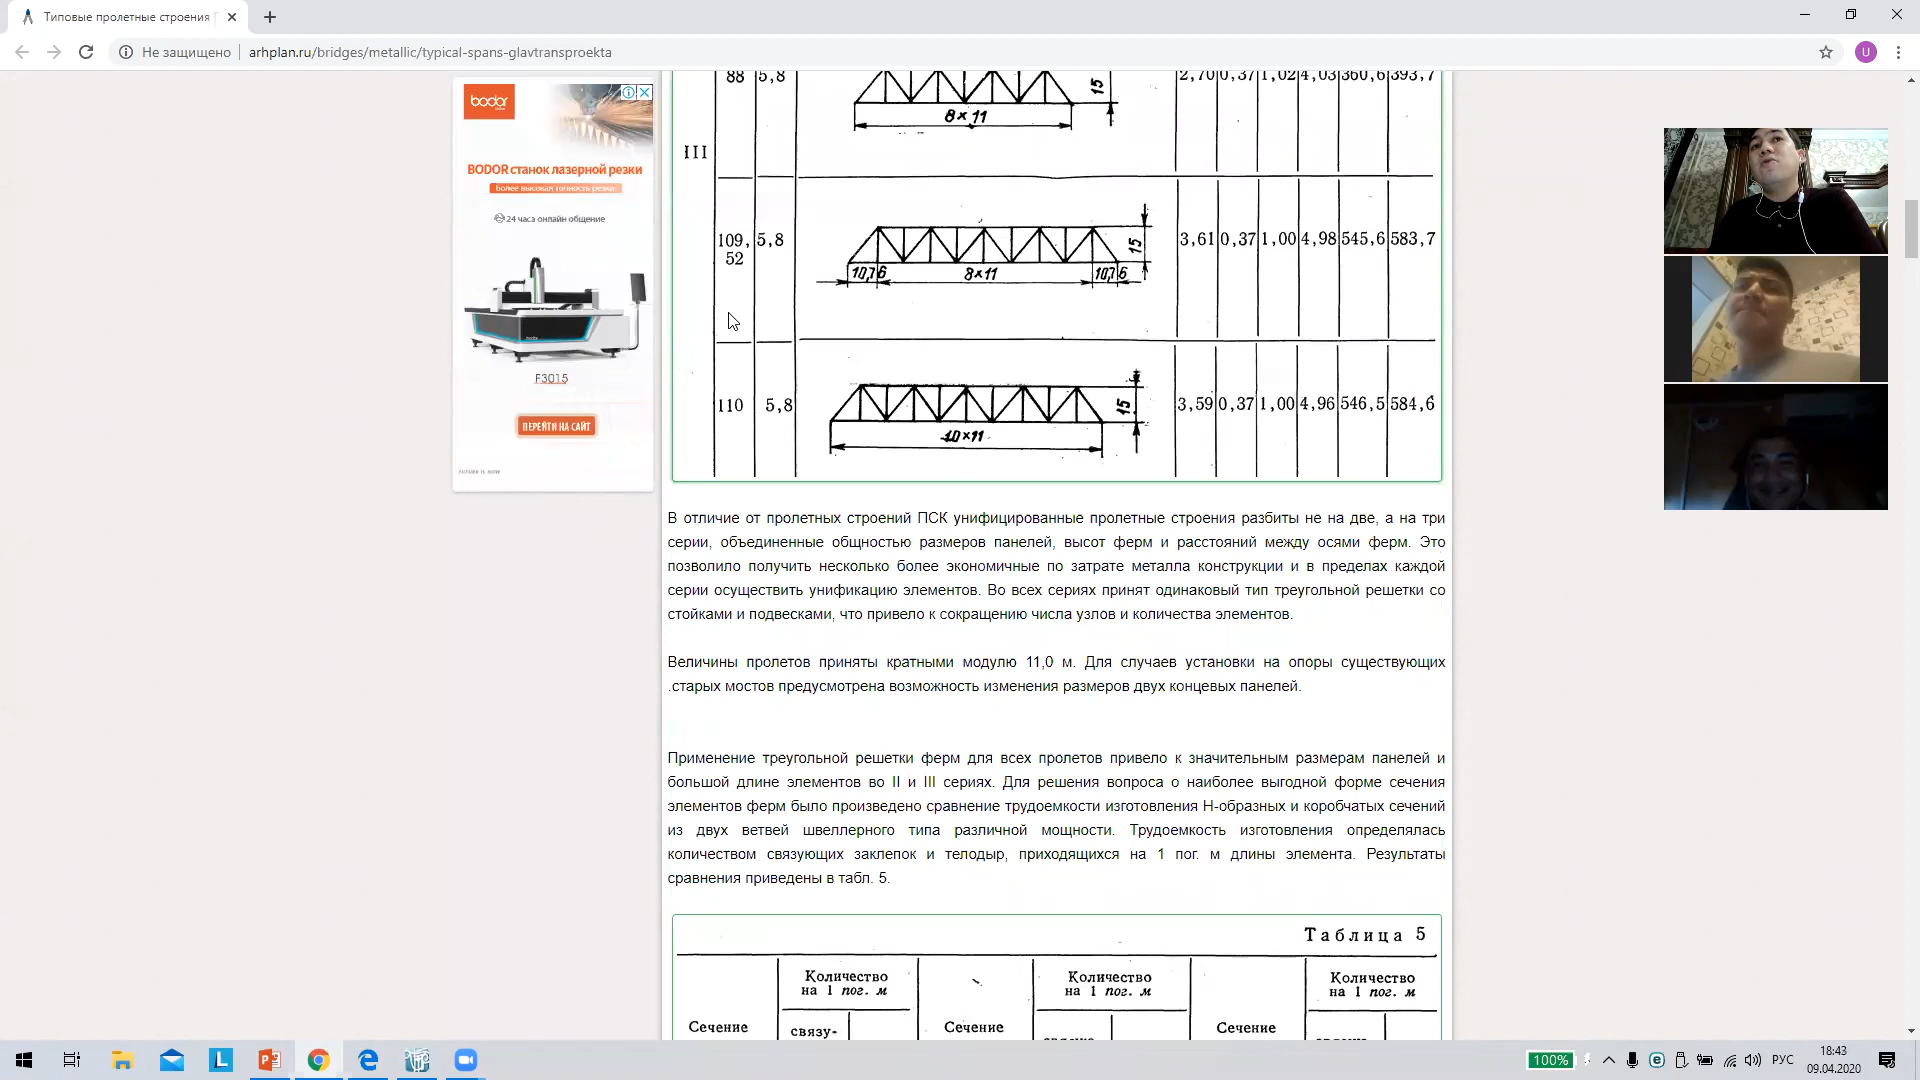 Типовые пролетные строения
Не защищено
arhplan.ru/bridges/metallic/typical-spans-glavtransproekta
U
bodor
BODOR станок лазерной резки
более высокая точность резки
24 часа онлайн общение
F3015
ПЕРЕЙТИ НА САЙТ
88 5,8 8×11 15 2,70 0,37 1,02 4,03 360,6 393,7
III
109,52 5,8 10,76 8×11 10,76 15 3,61 0,37 1,00 4,98 545,6 583,7
110 5,8 10×11 15 3,59 0,37 1,00 4,96 546,5 584,6
В отличие от пролетных строений ПСК унифицированные пролетные строения разбиты не на две, а на три
серии, объединенные общностью размеров панелей, высот ферм и расстояний между осями ферм. Это
позволило получить несколько более экономичные по затрате металла конструкции и в пределах каждой
серии осуществить унификацию элементов. Во всех сериях принят одинаковый тип треугольной решетки со
стойками и подвесками, что привело к сокращению числа узлов и количества элементов.
Величины пролетов приняты кратными модулю 11,0 м. Для случаев установки на опоры существующих
.старых мостов предусмотрена возможность изменения размеров двух концевых панелей.
Применение треугольной решетки ферм для всех пролетов привело к значительным размерам панелей и
большой длине элементов во II и III сериях. Для решения вопроса о наиболее выгодной форме сечения
элементов ферм было произведено сравнение трудоемкости изготовления Н-образных и коробчатых сечений
из двух ветвей швеллерного типа различной мощности. Трудоемкость изготовления определялась
количеством связующих заклепок и телодыр, приходящихся на 1 пог. м длины элемента. Результаты
сравнения приведены в табл. 5.
Таблица 5
Количество Количество Количество
на 1 пог. м на 1 пог. м на 1 пог. м
Сечение связу- Сечение Сечение
100%
РУС
18:43
09.04.2020